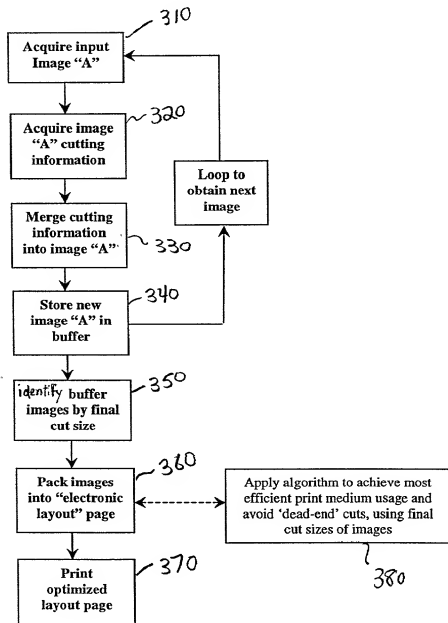 310
Acquire input
Image "A"
320
Acquire image
"A" cutting
information
Loop to
obtain next
image
Merge cutting
information
into image "A"
330
Store new
image "A" in
buffer
340
identify buffer
images by final
cut size
350
Pack images
into "electronic
layout" page
360
Apply algorithm to achieve most
efficient print medium usage and
avoid 'dead-end' cuts, using final
cut sizes of images
380
Print
optimized
layout page
370